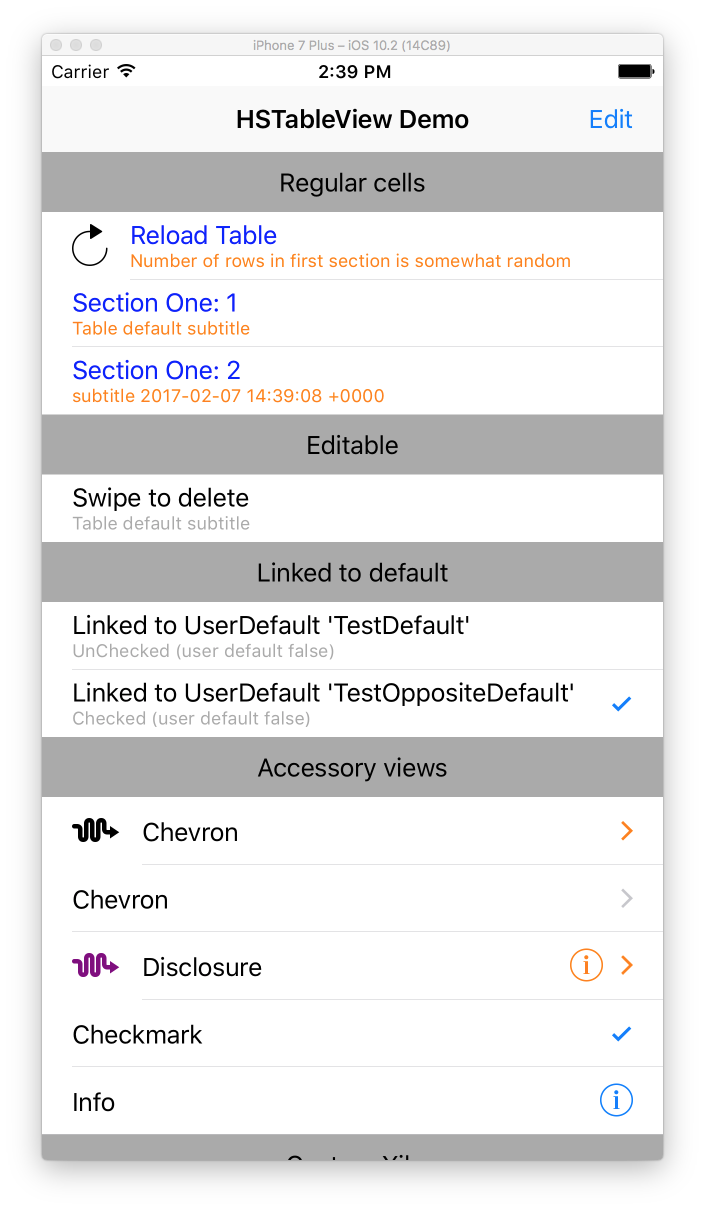 iPhone 7 Plus – iOS 10.2 (14C89)
Carrier 2:39 PM
HSTableView Demo Edit
Regular cells
Reload Table
Number of rows in first section is somewhat random
Section One: 1
Table default subtitle
Section One: 2
subtitle 2017-02-07 14:39:08 +0000
Editable
Swipe to delete
Table default subtitle
Linked to default
Linked to UserDefault 'TestDefault'
UnChecked (user default false)
Linked to UserDefault 'TestOppositeDefault'
Checked (user default false)
Accessory views
Chevron
Chevron
Disclosure
Checkmark
Info